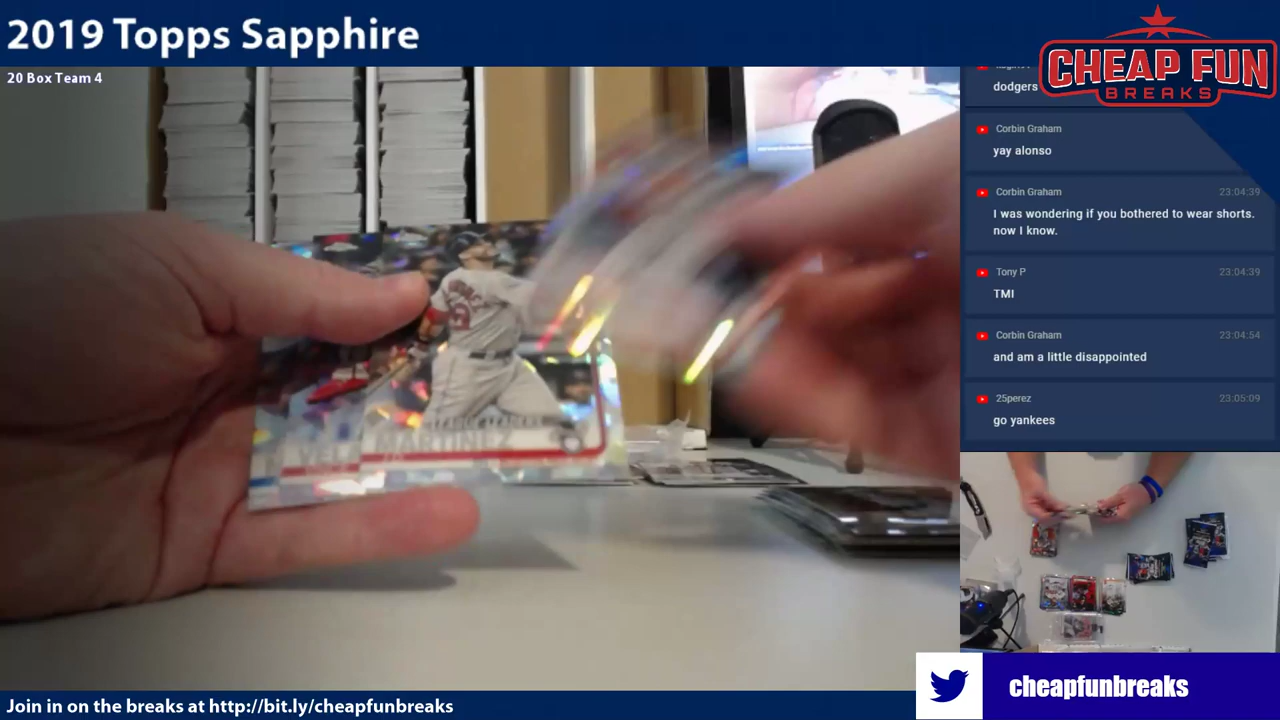 2019 Topps Sapphire
20 Box Team 4
CHEAP FUN
BREAKS
dodgers
Corbin Graham
yay alonso
Corbin Graham 23:04:39
I was wondering if you bothered to wear shorts.
now I know.
Tony P 23:04:39
TMI
Corbin Graham 23:04:54
and am a little disappointed
25perez 23:05:09
go yankees
LEAGUE LEADERS
MARTINEZ
cheapfunbreaks
Join in on the breaks at http://bit.ly/cheapfunbreaks